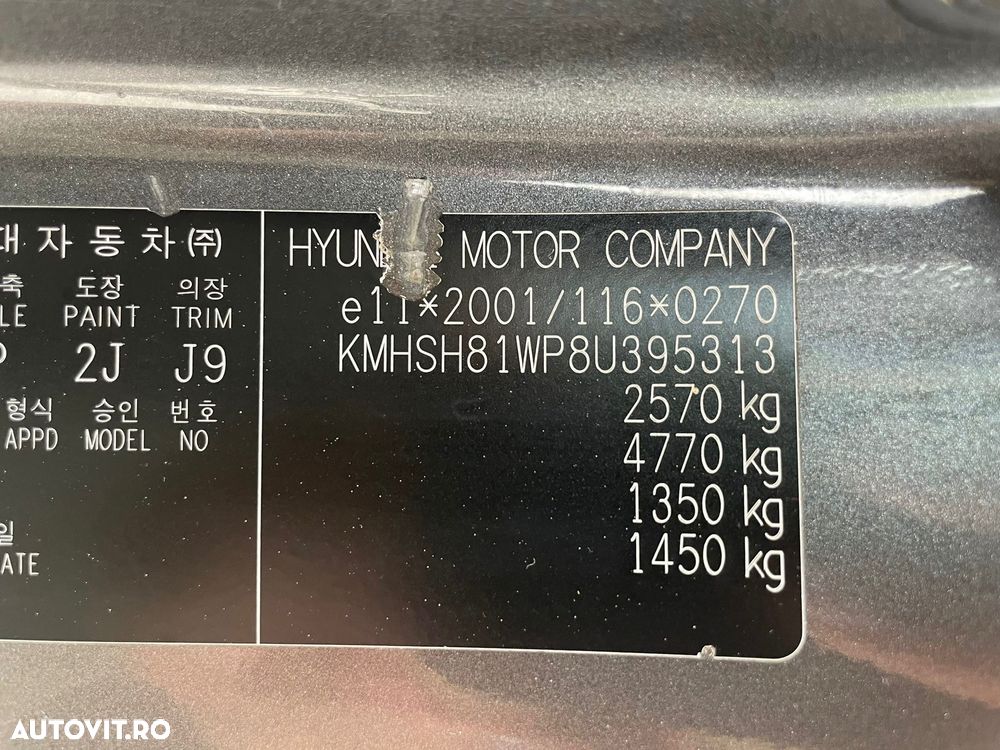 대 자 동 차 ㈜
축 도장 의장
LE PAINT TRIM
P 2J J9
형식 승인 번호
APPD MODEL NO
일
ATE
HYUND MOTOR COMPANY
e11*2001/116*0270
KMHSH81WP8U395313
2570 kg
4770 kg
1350 kg
1450 kg
AUTOVIT.RO